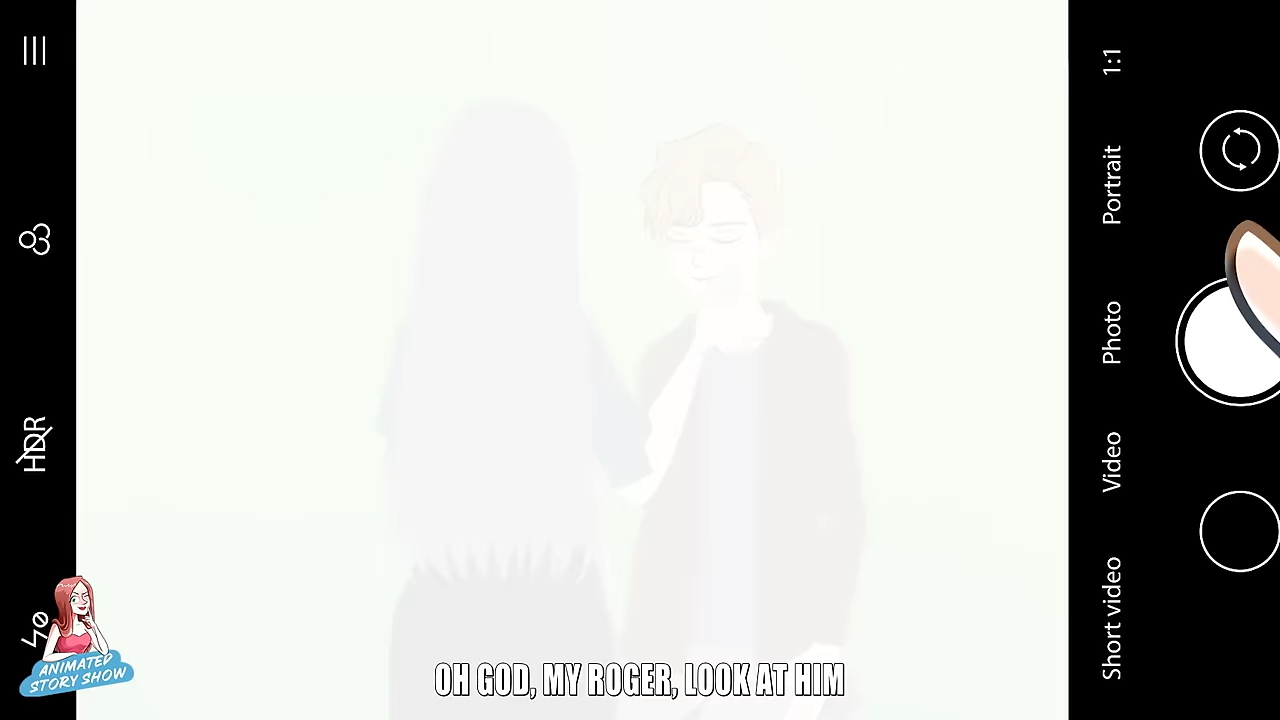 1:1
Portrait
Photo
Video
Short video
HDR
ANIMATED
STORY SHOW
OH GOD, MY ROGER, LOOK AT HIM